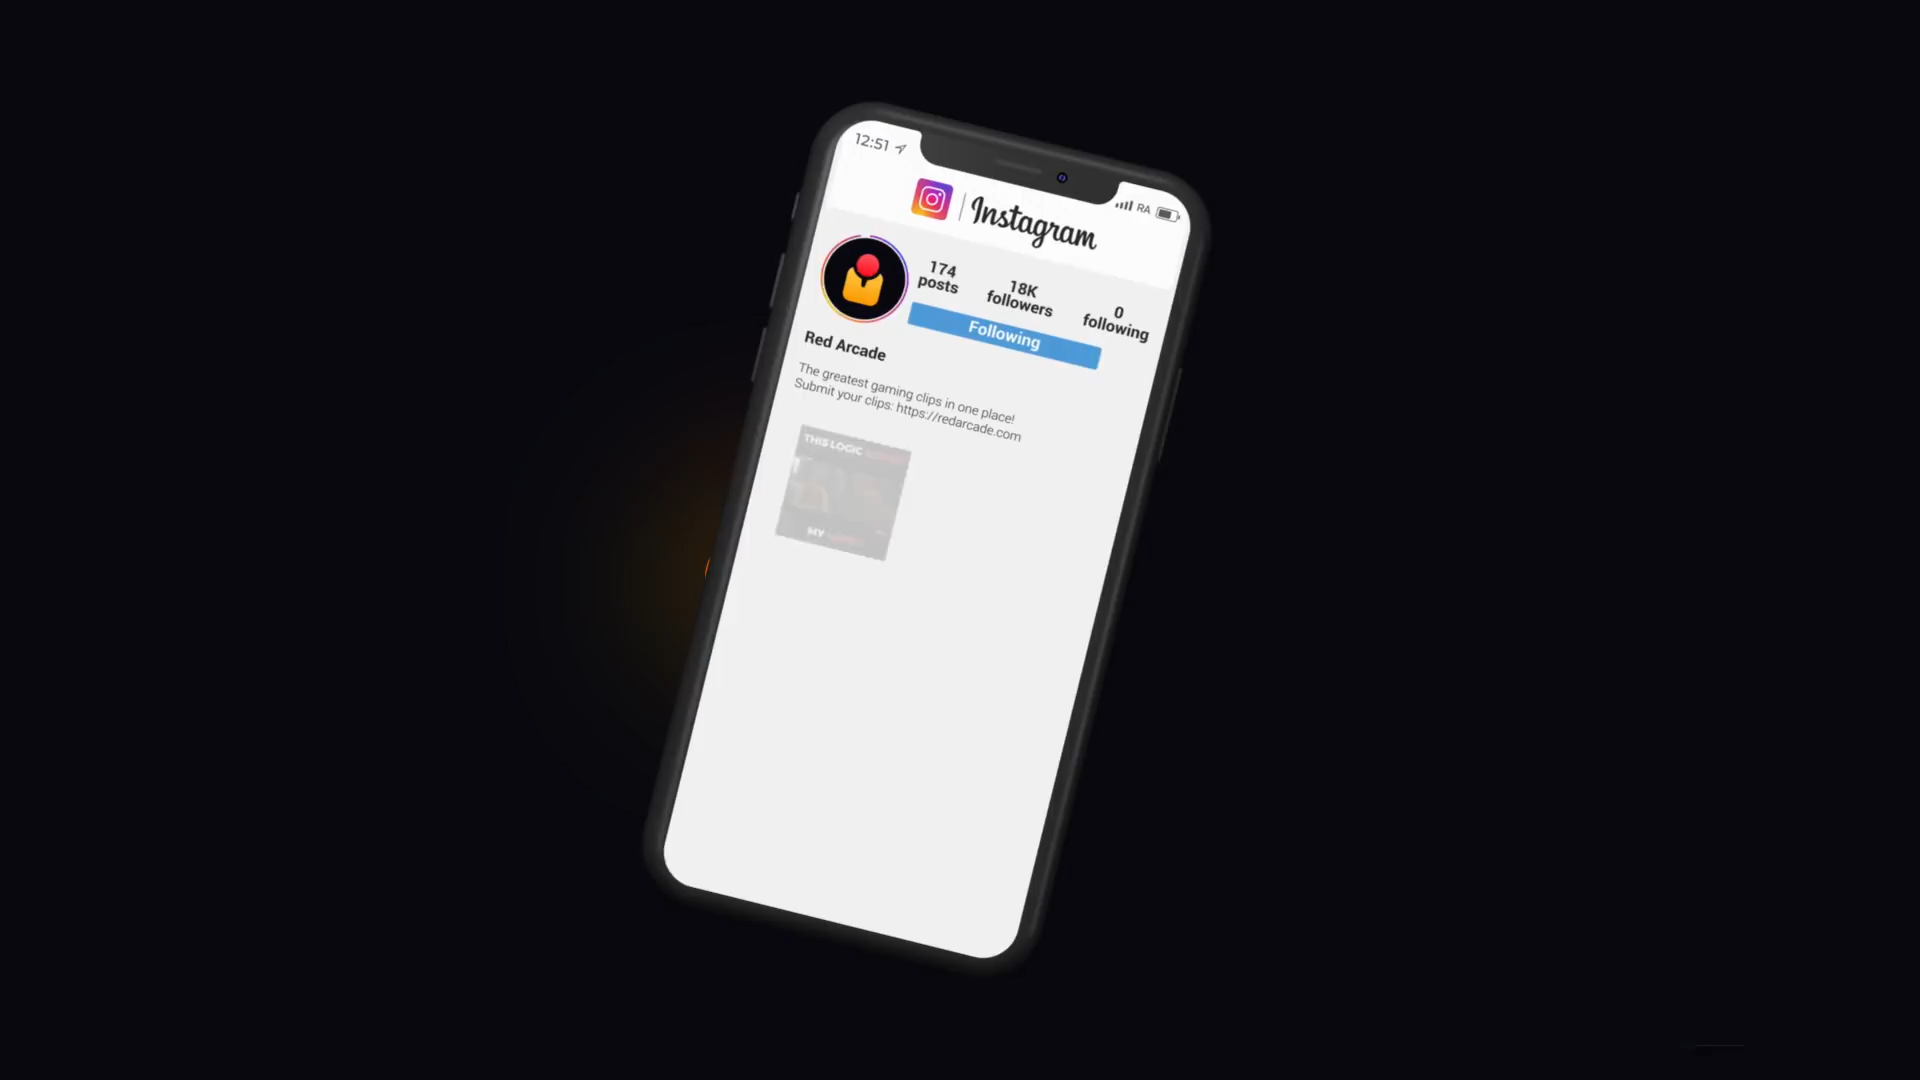 12:51
RA
Instagram
174
posts
18K
followers
0
following
Following
Red Arcade
The greatest gaming clips in one place!
Submit your clips: https://redarcade.com
THIS LOGIC
MY